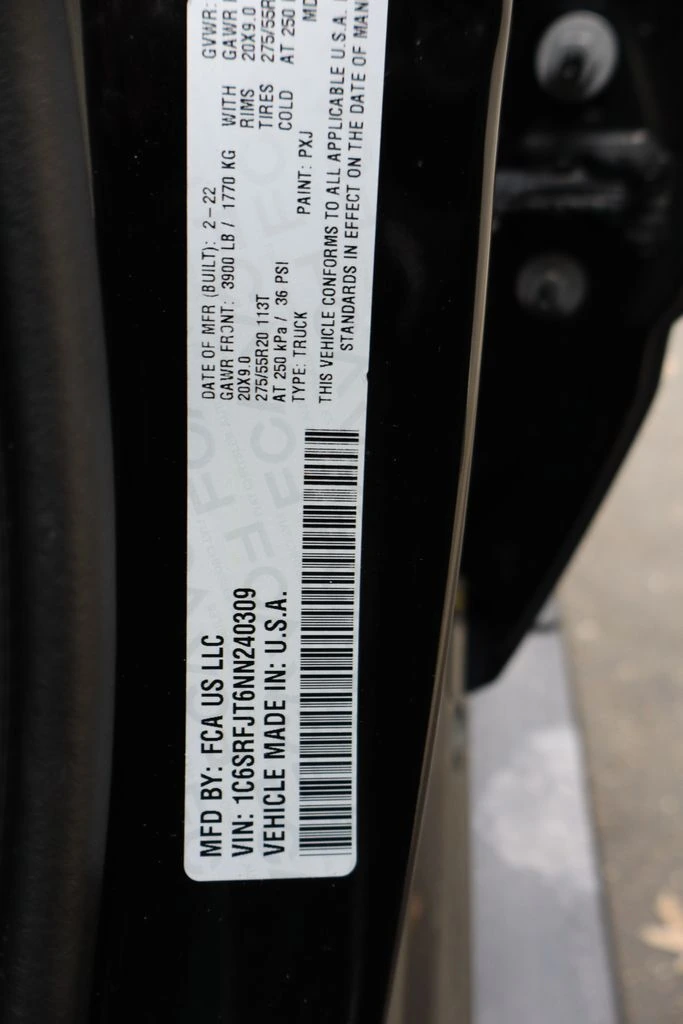 MFD BY: FCA US LLC
VIN: 1C6SRFJT6NN240309
VEHICLE MADE IN: U.S.A.
DATE OF MFR (BUILT): 2-22 GVWR:
GAWR FRONT: 3900 LB / 1770 KG WITH GAWR
20X9.0 RIMS 20X9.0
275/55R20 113T TIRES 275/55R
AT 250 kPa / 36 PSI COLD AT 250
TYPE: TRUCK PAINT: PXJ
THIS VEHICLE CONFORMS TO ALL APPLICABLE U.S.A.
STANDARDS IN EFFECT ON THE DATE OF MAN